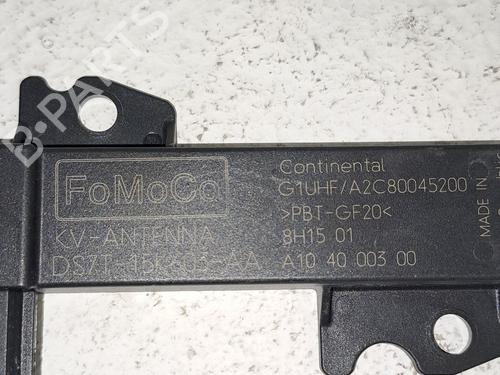 B-PARTS
FoMoCo
KV-ANTENNA
DS7T-15K603-AA
Continental
G1UHF/A2C80045200
>PBT-GF20<
8H15 01
A10 40 003 00
MADE IN